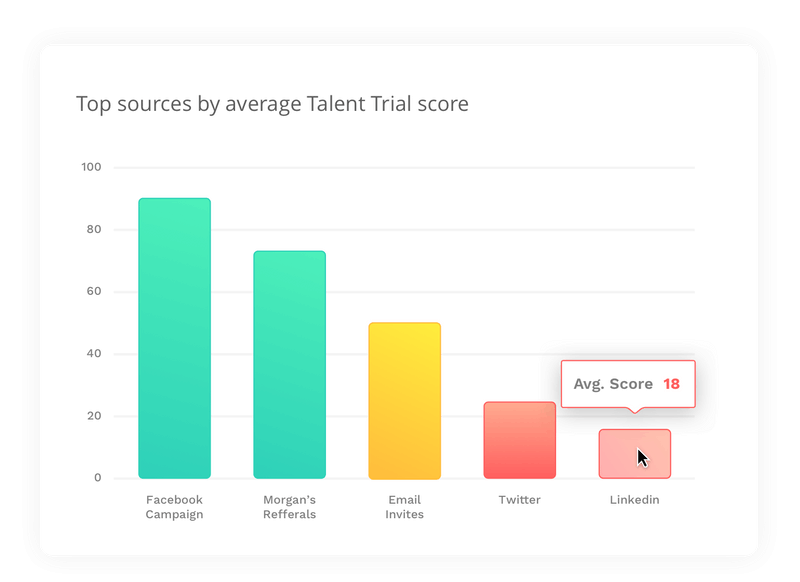 Top sources by average Talent Trial score
100
80
60
40
20
0
Avg. Score 18
Facebook
Campaign
Morgan's
Refferals
Email
Invites
Twitter
Linkedin